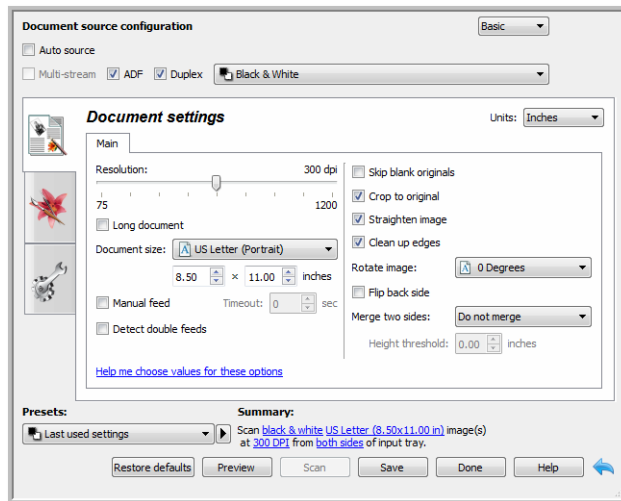 Document source configuration Basic
Auto source
Multi-stream ADF Duplex Black & White
Document settings Units: Inches
Main
Resolution: 300 dpi
75 1200
Long document
Document size: US Letter (Portrait)
8.50 × 11.00 inches
Manual feed Timeout: 0 sec
Detect double feeds
Help me choose values for these options
Skip blank originals
Crop to original
Straighten image
Clean up edges
Rotate image: 0 Degrees
Flip back side
Merge two sides: Do not merge
Height threshold: 0.00 inches
Presets:
Last used settings
Summary:
Scan black & white US Letter (8.50x11.00 in) image(s)
at 300 DPI from both sides of input tray.
Restore defaults Preview Scan Save Done Help